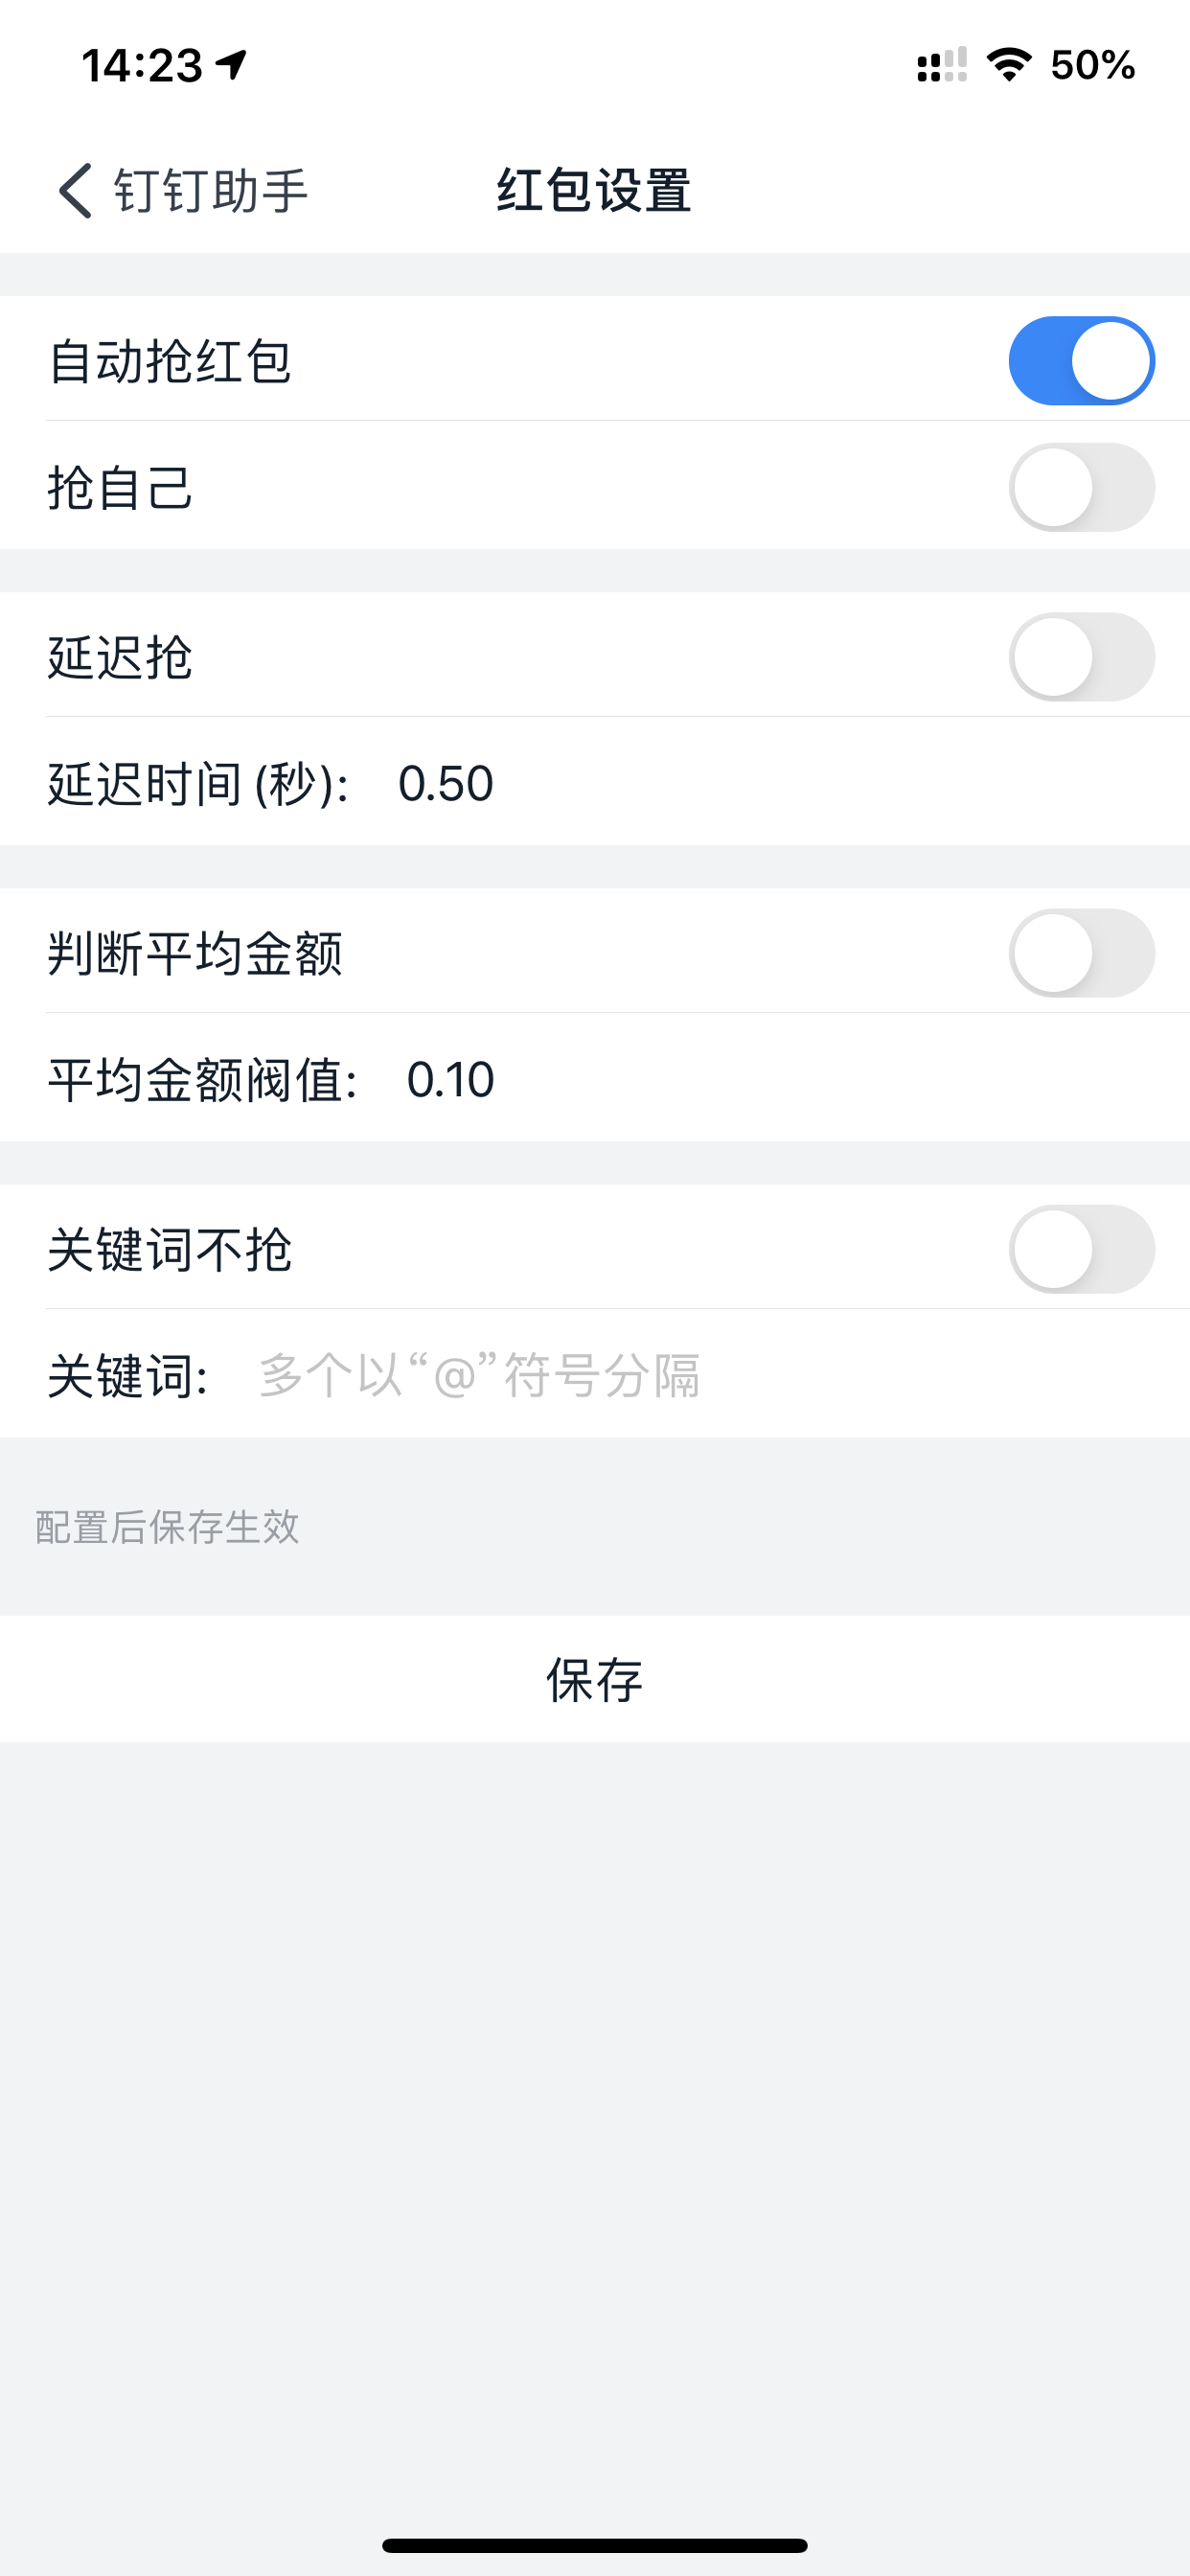 14:23
50%
钉钉助手
红包设置
自动抢红包
抢自己
延迟抢
延迟时间 (秒): 0.50
判断平均金额
平均金额阀值: 0.10
关键词不抢
关键词: 多个以“@”符号分隔
配置后保存生效
保存